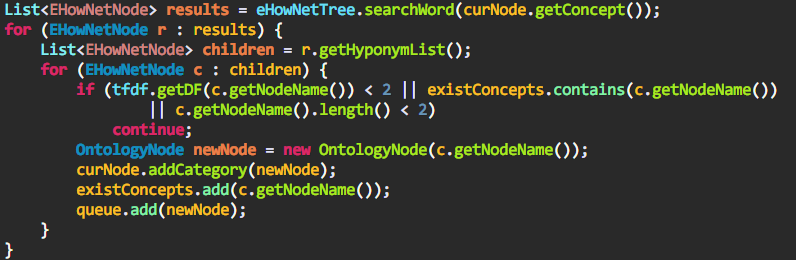 List<EHowNetNode> results = eHowNetTree.searchWord(curNode.getConcept());
for (EHowNetNode r : results) {
    List<EHowNetNode> children = r.getHyponymList();
    for (EHowNetNode c : children) {
        if (tfdf.getDF(c.getNodeName()) < 2 || existConcepts.contains(c.getNodeName())
                || c.getNodeName().length() < 2)
            continue;
        OntologyNode newNode = new OntologyNode(c.getNodeName());
        curNode.addCategory(newNode);
        existConcepts.add(c.getNodeName());
        queue.add(newNode);
    }
}